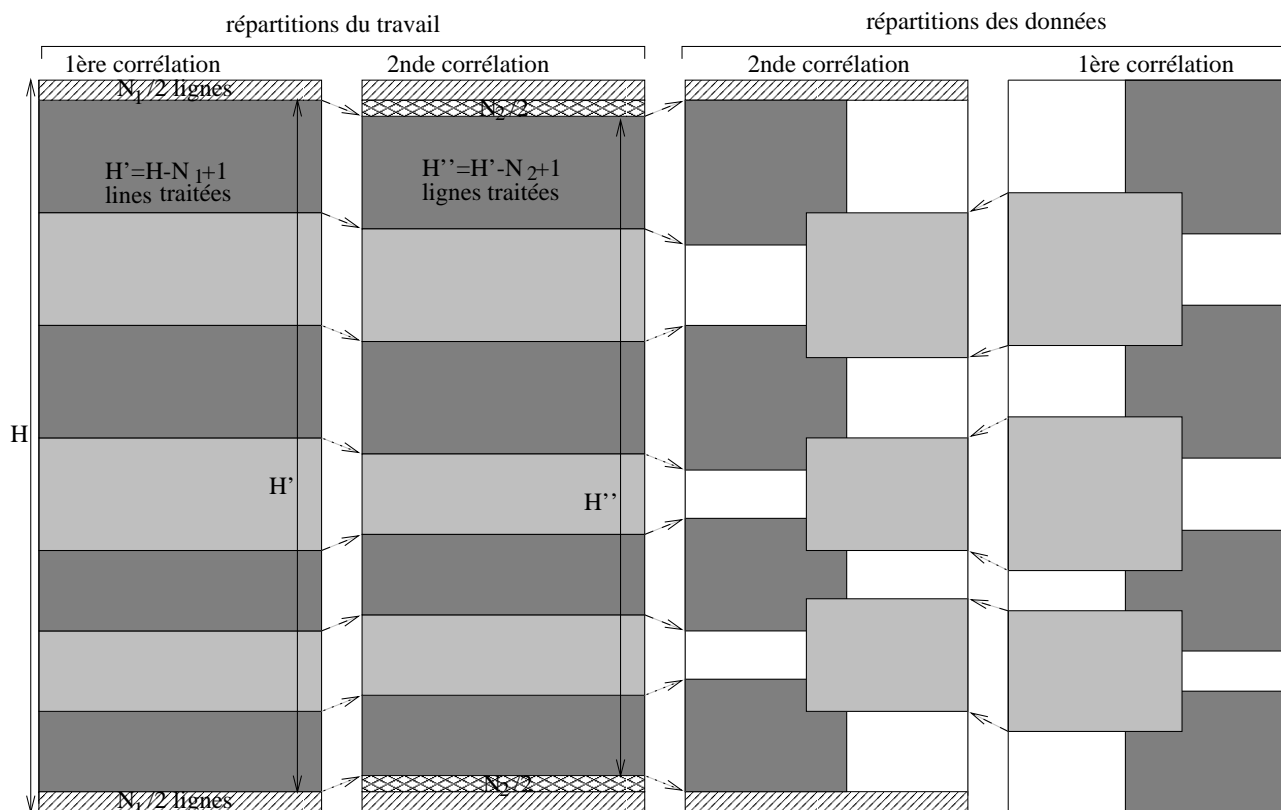 répartitions du travail
répartitions des données
1ère corrélation
2nde corrélation
2nde corrélation
1ère corrélation
N1/2 lignes
N2/2
H'=H-N1+1
lines traitées
H''=H'-N2+1
lignes traitées
H
H'
H''
N2/2
N1/2 lignes